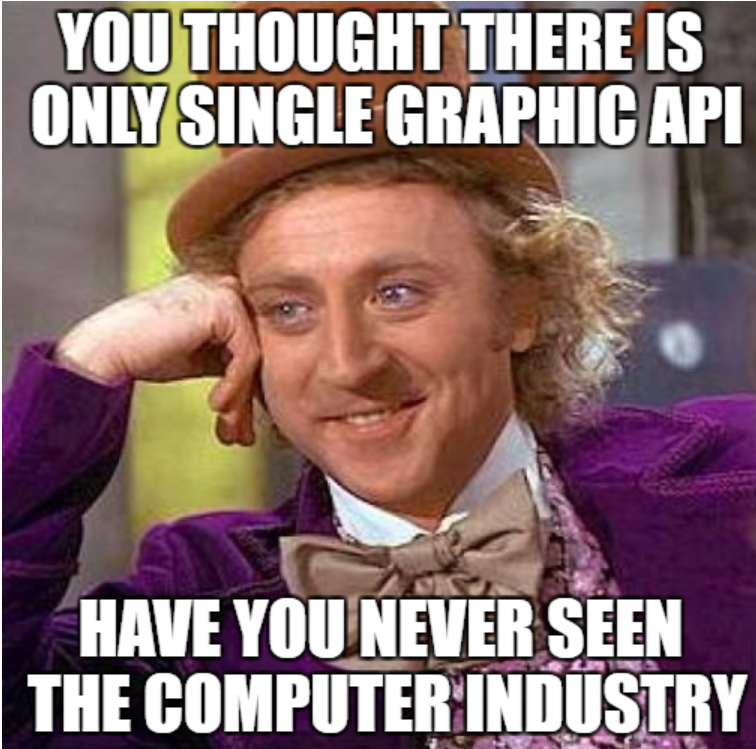 YOU THOUGHT THERE IS
ONLY SINGLE GRAPHIC API
HAVE YOU NEVER SEEN
THE COMPUTER INDUSTRY